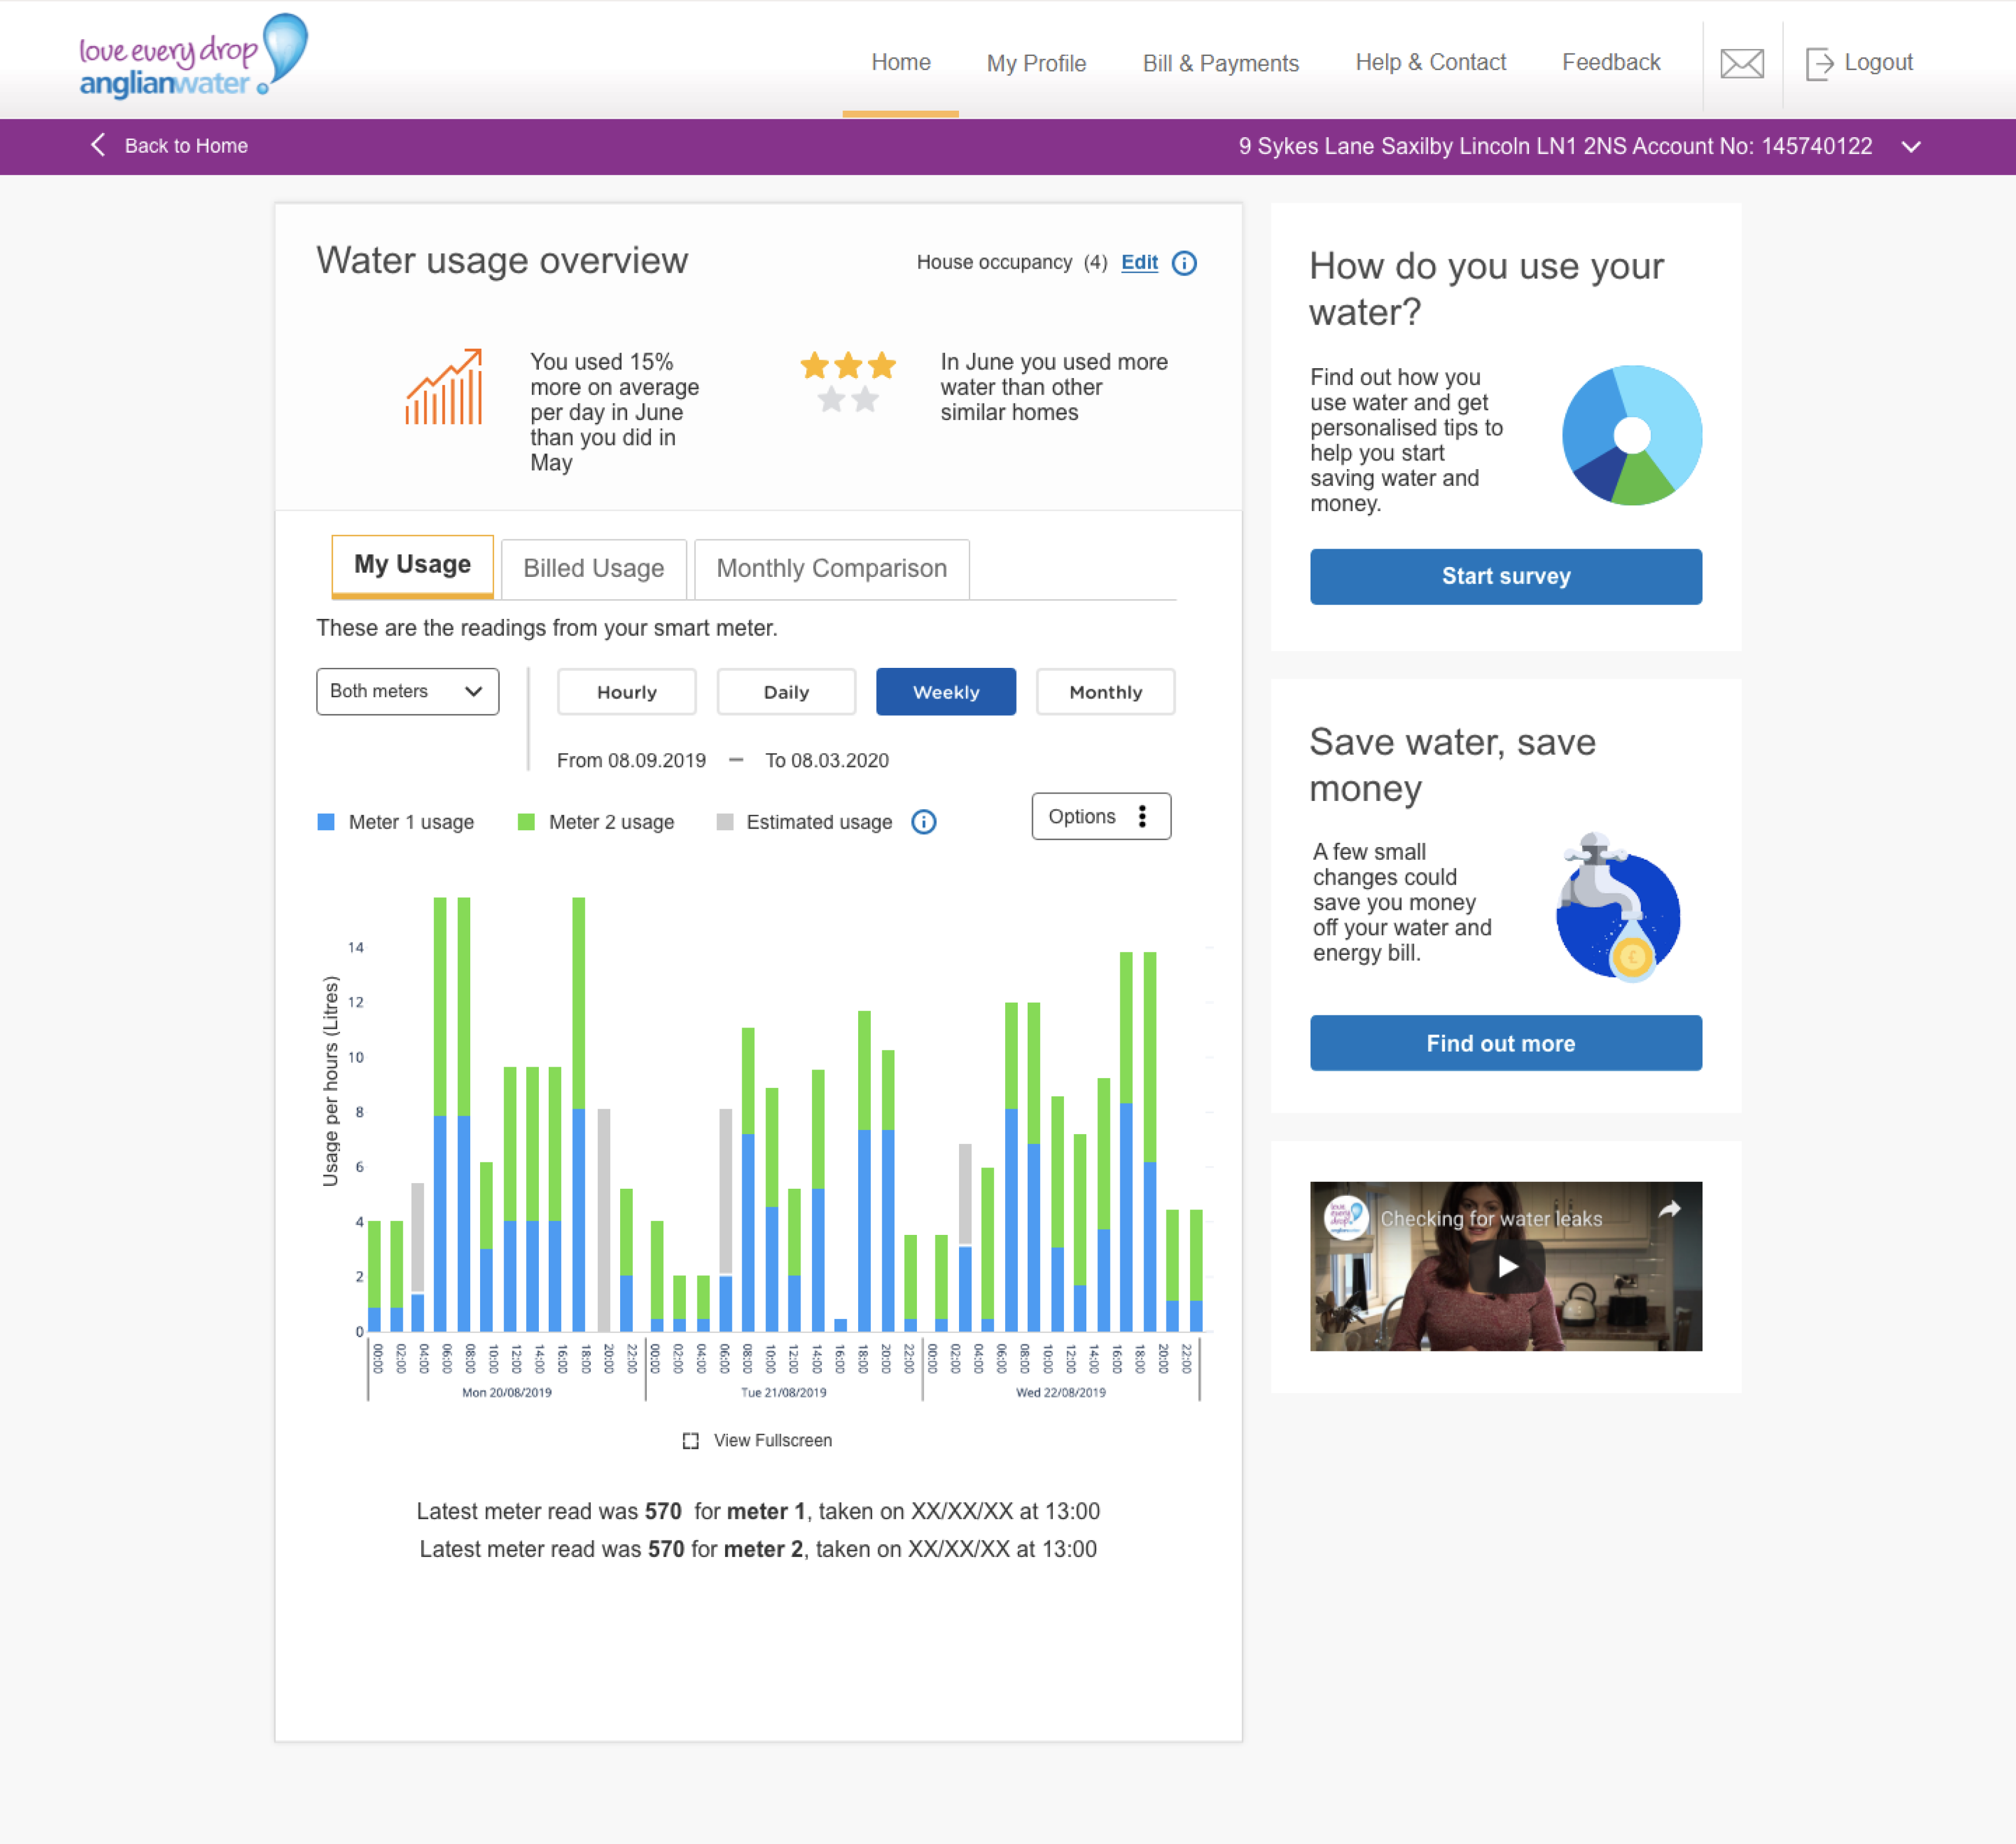 love every drop
anglianwater
Home
My Profile
Bill & Payments
Help & Contact
Feedback
Logout
Back to Home
9 Sykes Lane Saxilby Lincoln LN1 2NS Account No: 145740122
Water usage overview
House occupancy (4) Edit
You used 15%
more on average
per day in June
than you did in
May
In June you used more
water than other
similar homes
My Usage
Billed Usage
Monthly Comparison
These are the readings from your smart meter.
Both meters
Hourly
Daily
Weekly
Monthly
From 08.09.2019 – To 08.03.2020
Meter 1 usage
Meter 2 usage
Estimated usage
Options
Usage per hours (Litres)
14
12
10
8
6
4
2
0
00:00 02:00 04:00 06:00 08:00 10:00 12:00 14:00 16:00 18:00 20:00 22:00 00:00 02:00 04:00 06:00 08:00 10:00 12:00 14:00 16:00 18:00 20:00 22:00 00:00 02:00 04:00 06:00 08:00 10:00 12:00 14:00 16:00 18:00 20:00 22:00
Mon 20/08/2019
Tue 21/08/2019
Wed 22/08/2019
View Fullscreen
Latest meter read was 570 for meter 1, taken on XX/XX/XX at 13:00
Latest meter read was 570 for meter 2, taken on XX/XX/XX at 13:00
How do you use your
water?
Find out how you
use water and get
personalised tips to
help you start
saving water and
money.
Start survey
Save water, save
money
A few small
changes could
save you money
off your water and
energy bill.
£
Find out more
love
every
drop
anglianwater
Checking for water leaks